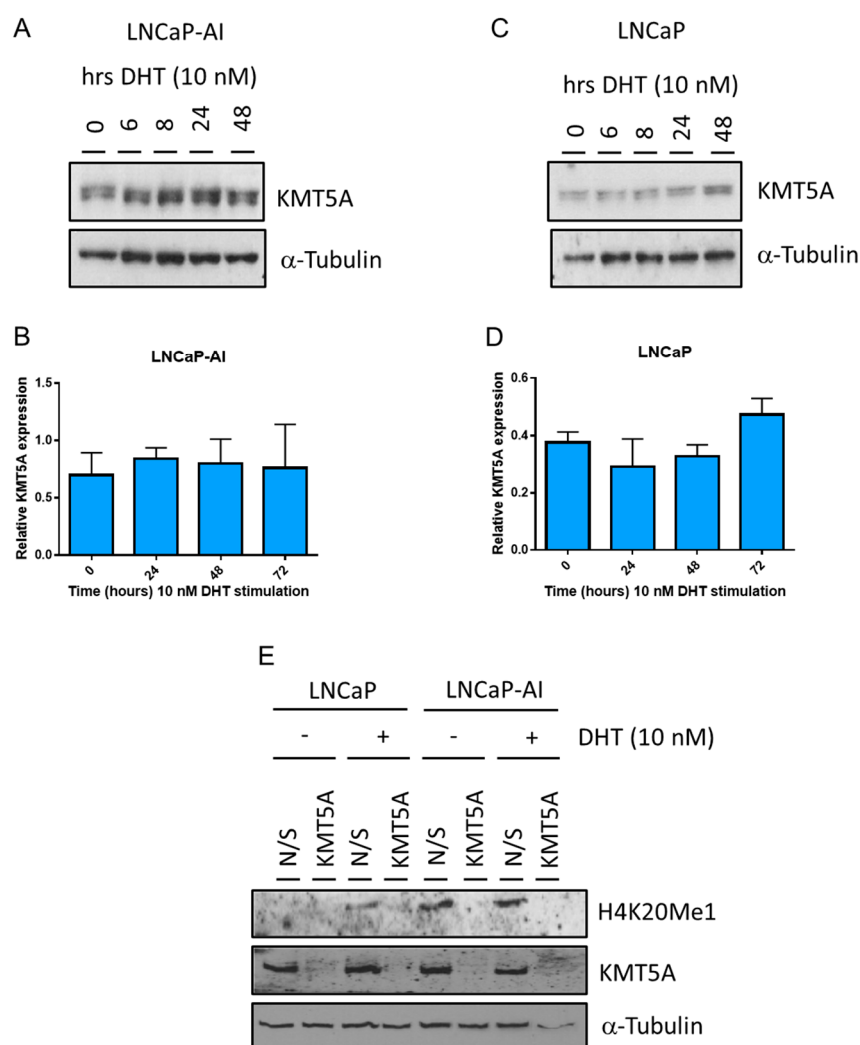 A
LNCaP-AI
hrs DHT (10 nM)
0 6 8 24 48
KMT5A
α-Tubulin
C
LNCaP
hrs DHT (10 nM)
0 6 8 24 48
KMT5A
α-Tubulin
B
LNCaP-AI
Relative KMT5A expression
1.5
1.0
0.5
0.0
0 24 48 72
Time (hours) 10 nM DHT stimulation
D
LNCaP
Relative KMT5A expression
0.6
0.4
0.2
0.0
0 24 48 72
Time (hours) 10 nM DHT stimulation
E
LNCaP LNCaP-AI
- + - + DHT (10 nM)
N/S KMT5A N/S KMT5A N/S KMT5A N/S KMT5A
H4K20Me1
KMT5A
α-Tubulin